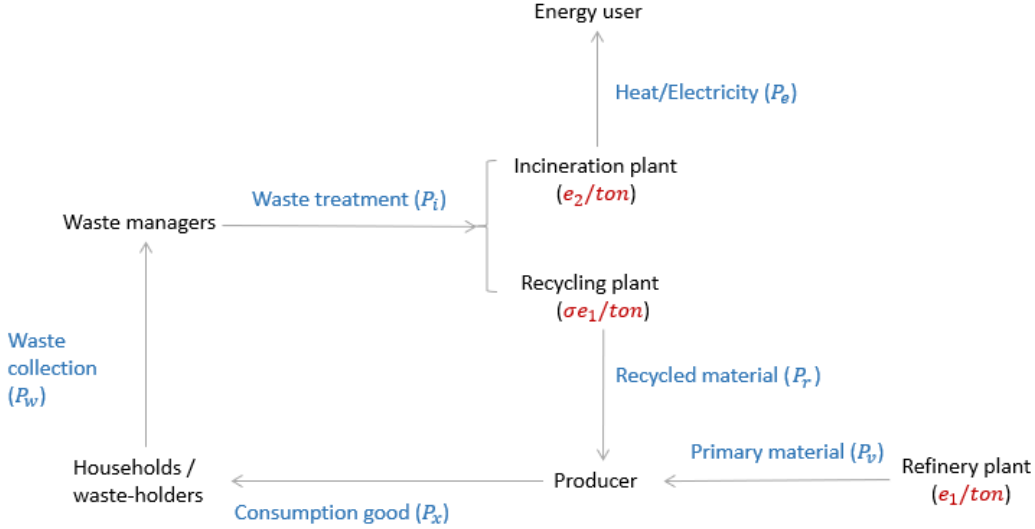 Energy user
Heat/Electricity (Pₑ)
Incineration plant
(e₂/ton)
Waste treatment (Pᵢ)
Waste managers
Recycling plant
(σe₁/ton)
Waste
collection
(P_w)
Recycled material (Pᵣ)
Primary material (Pᵥ)
Households /
waste-holders
Producer
Refinery plant
(e₁/ton)
Consumption good (Pₓ)